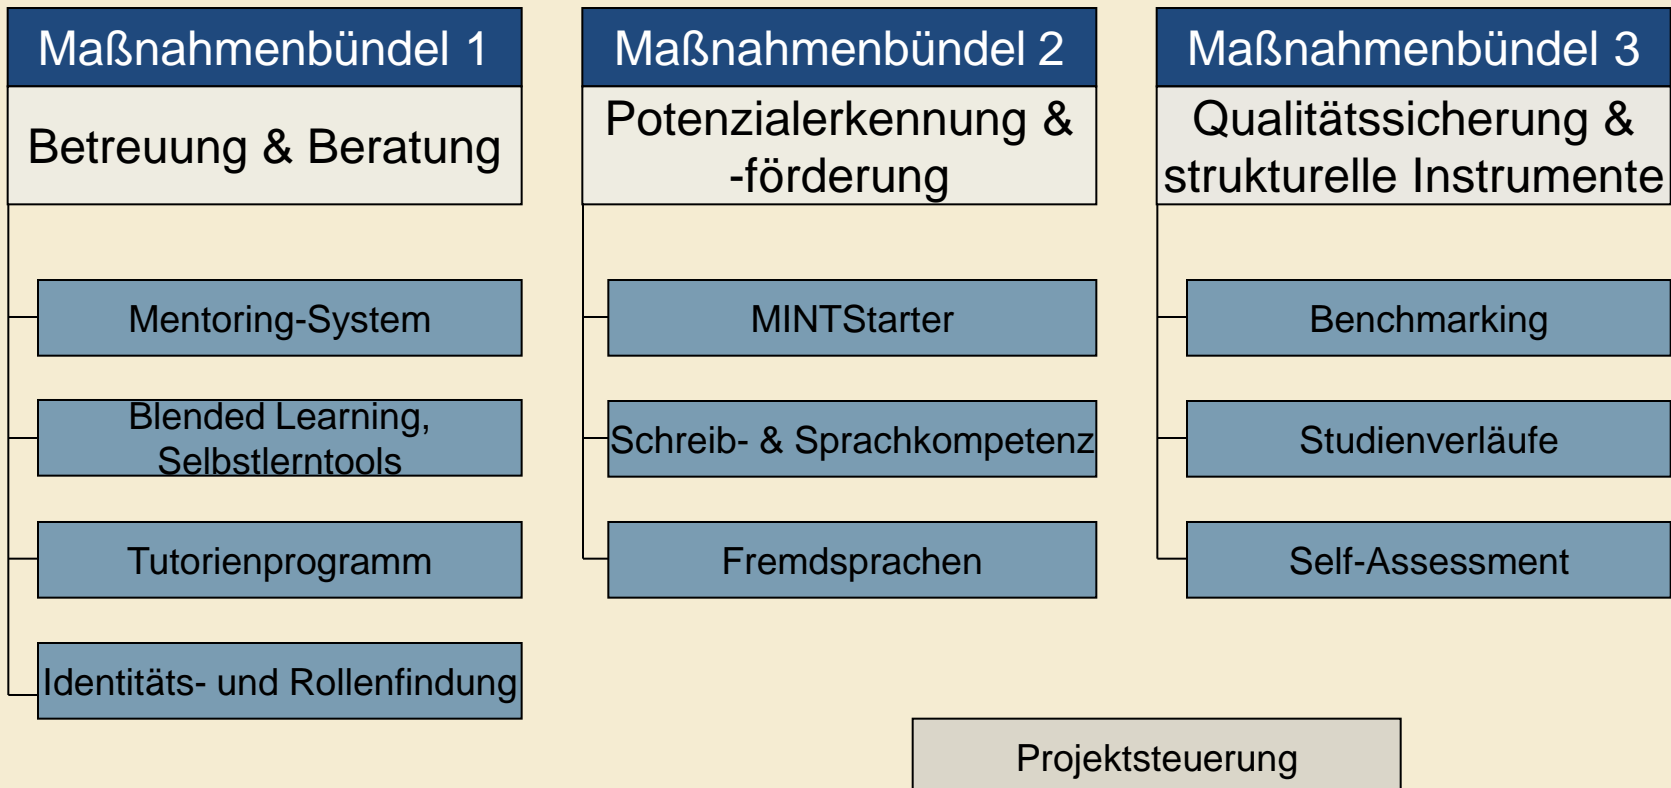 Maßnahmenbündel 1
Betreuung & Beratung
Mentoring-System
Blended Learning,
Selbstlerntools
Tutorienprogramm
Identitäts- und Rollenfindung
Maßnahmenbündel 2
Potenzialerkennung &
-förderung
MINTStarter
Schreib- & Sprachkompetenz
Fremdsprachen
Maßnahmenbündel 3
Qualitätssicherung &
strukturelle Instrumente
Benchmarking
Studienverläufe
Self-Assessment
Projektsteuerung